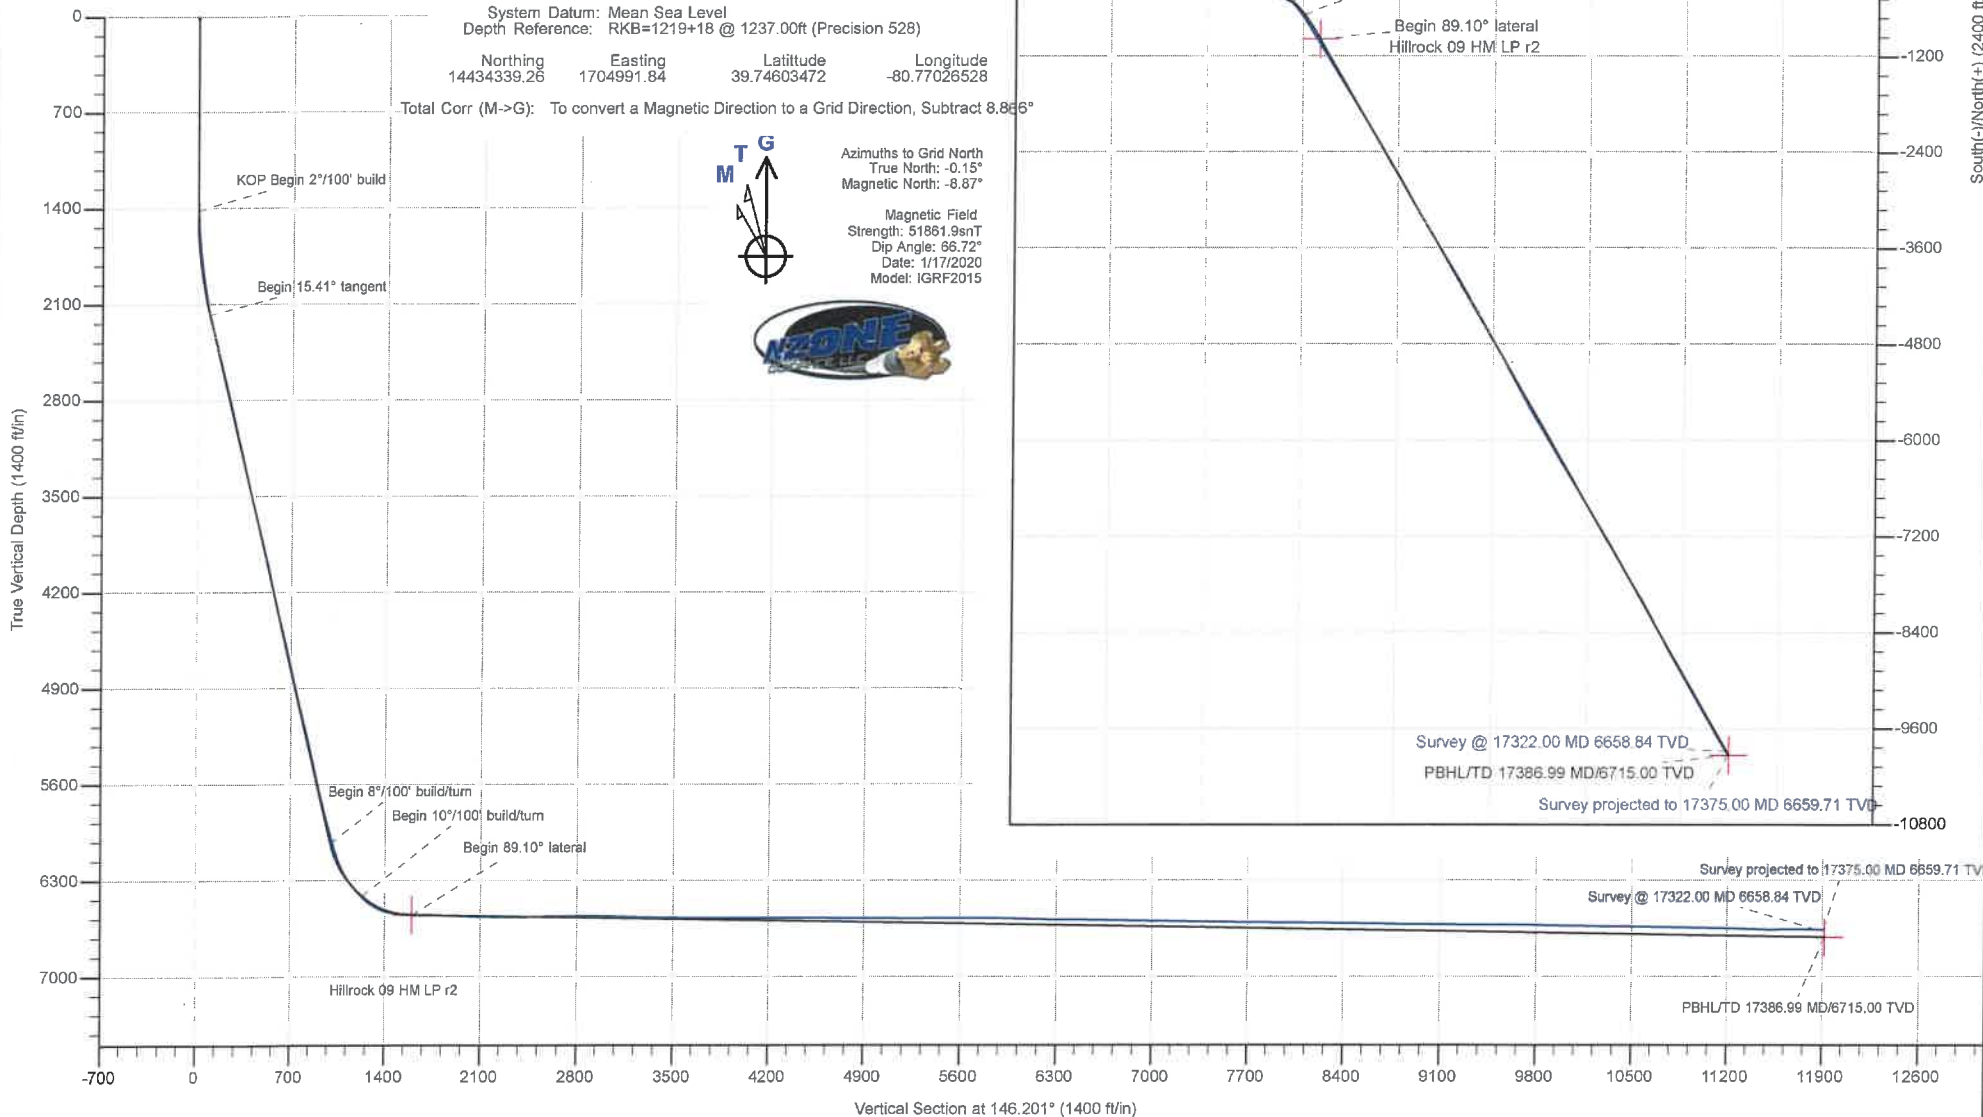 System Datum: Mean Sea Level
Depth Reference: RKB=1219+18 @ 1237.00ft (Precision 528)
Northing Easting Latittude Longitude
14434339.26 1704991.84 39.74603472 -80.77026528
Total Corr (M->G): To convert a Magnetic Direction to a Grid Direction, Subtract 8.866°
M T G
Azimuths to Grid North
True North: -0.15°
Magnetic North: -8.87°
Magnetic Field
Strength: 51861.9snT
Dip Angle: 66.72°
Date: 1/17/2020
Model: IGRF2015
NZONE
True Vertical Depth (1400 ft/in)
0
700
1400
2100
2800
3500
4200
4900
5600
6300
7000
KOP Begin 2°/100' build
Begin 15.41° tangent
Begin 8°/100' build/turn
Begin 10°/100' build/turn
Begin 89.10° lateral
Hillrock 09 HM LP r2
Survey projected to 17375.00 MD 6659.71 TV
Survey @ 17322.00 MD 6658.84 TVD
PBHL/TD 17386.99 MD/6715.00 TVD
-700 0 700 1400 2100 2800 3500 4200 4900 5600 6300 7000 7700 8400 9100 9800 10500 11200 11900 12600
Vertical Section at 146.201° (1400 ft/in)
Begin 89.10° lateral
Hillrock 09 HM LP r2
Survey @ 17322.00 MD 6658.84 TVD
PBHL/TD 17386.99 MD/6715.00 TVD
Survey projected to 17375.00 MD 6659.71 TVD
-1200
-2400
-3600
-4800
-6000
-7200
-8400
-9600
-10800
South(-)/North(+) (2400 ft